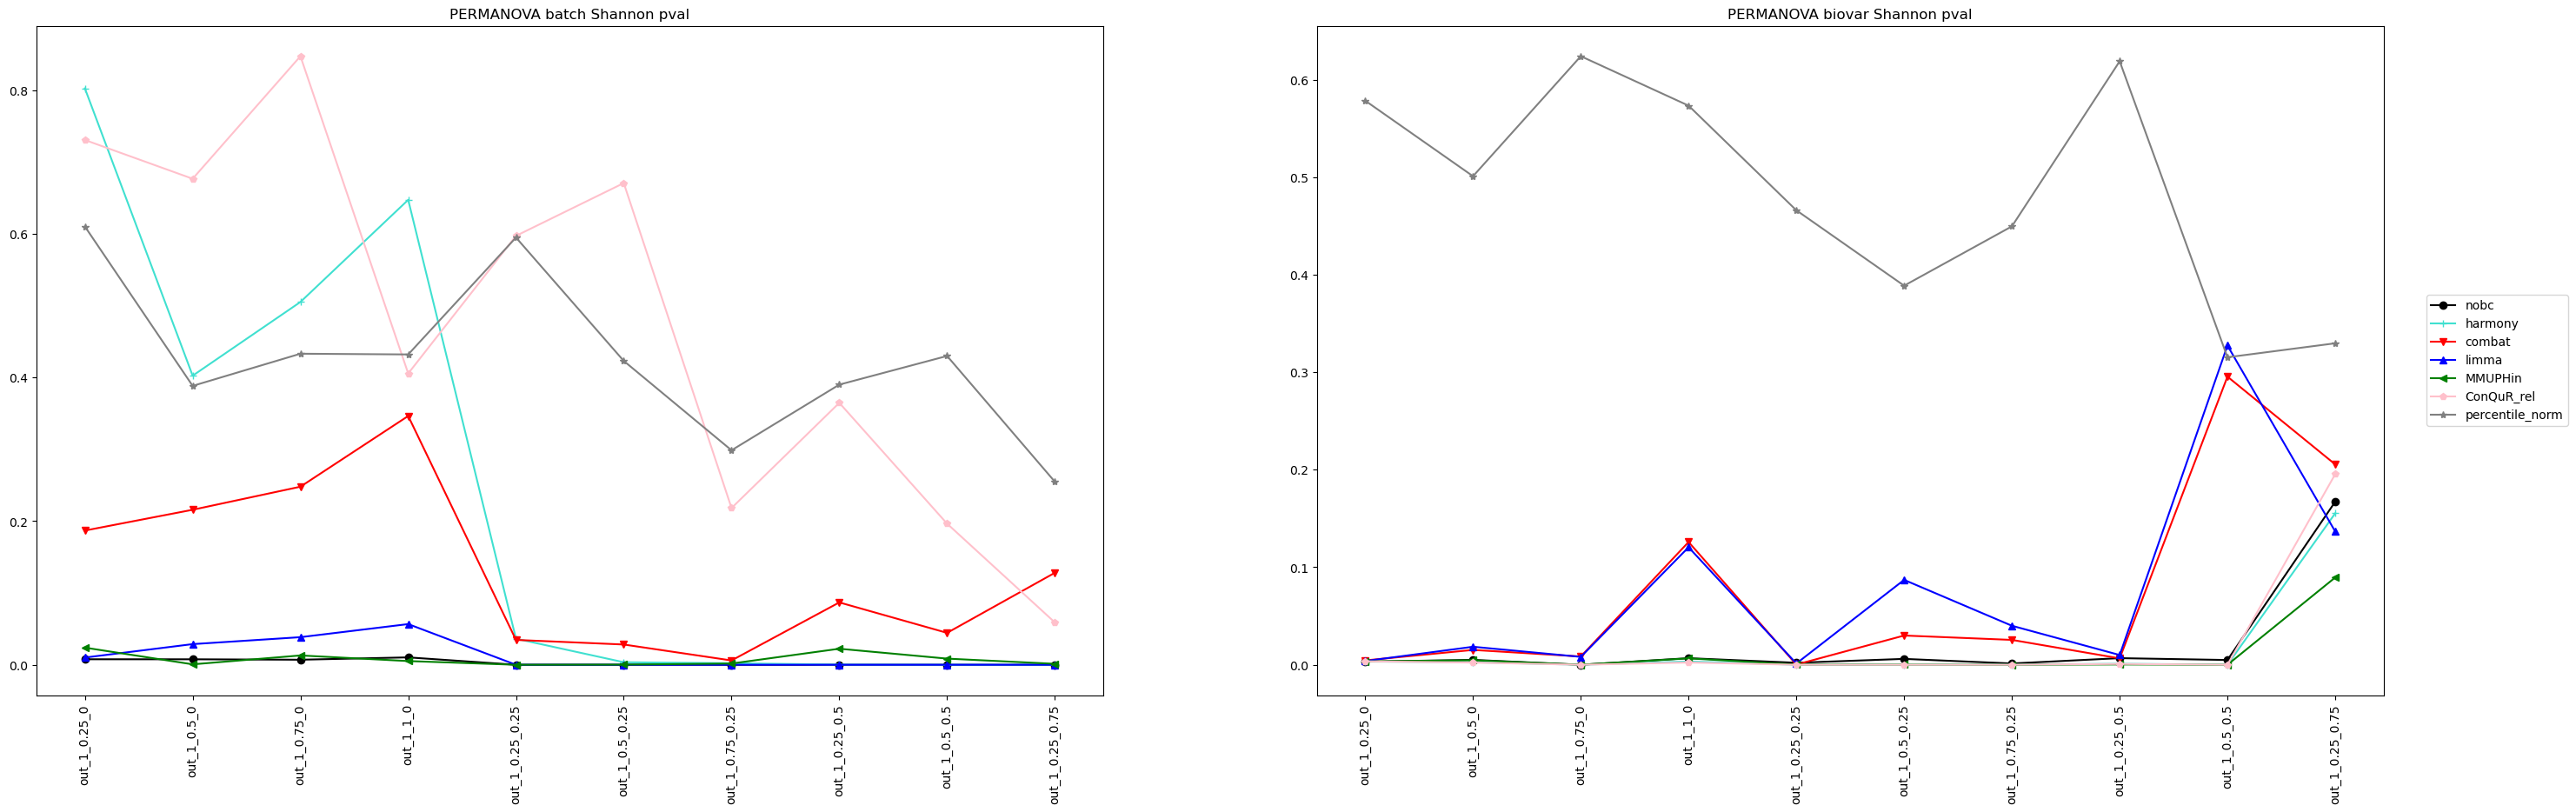 PERMANOVA batch Shannon pval
0.8
0.6
0.4
0.2
0.0
out_1_0.25_0
out_1_0.5_0
out_1_0.75_0
out_1_1_0
out_1_0.25_0.25
out_1_0.5_0.25
out_1_0.75_0.25
out_1_0.25_0.5
out_1_0.5_0.5
out_1_0.25_0.75
PERMANOVA biovar Shannon pval
0.6
0.5
0.4
0.3
0.2
0.1
0.0
out_1_0.25_0
out_1_0.5_0
out_1_0.75_0
out_1_1_0
out_1_0.25_0.25
out_1_0.5_0.25
out_1_0.75_0.25
out_1_0.25_0.5
out_1_0.5_0.5
out_1_0.25_0.75
nobc
harmony
combat
limma
MMUPHin
ConQuR_rel
percentile_norm